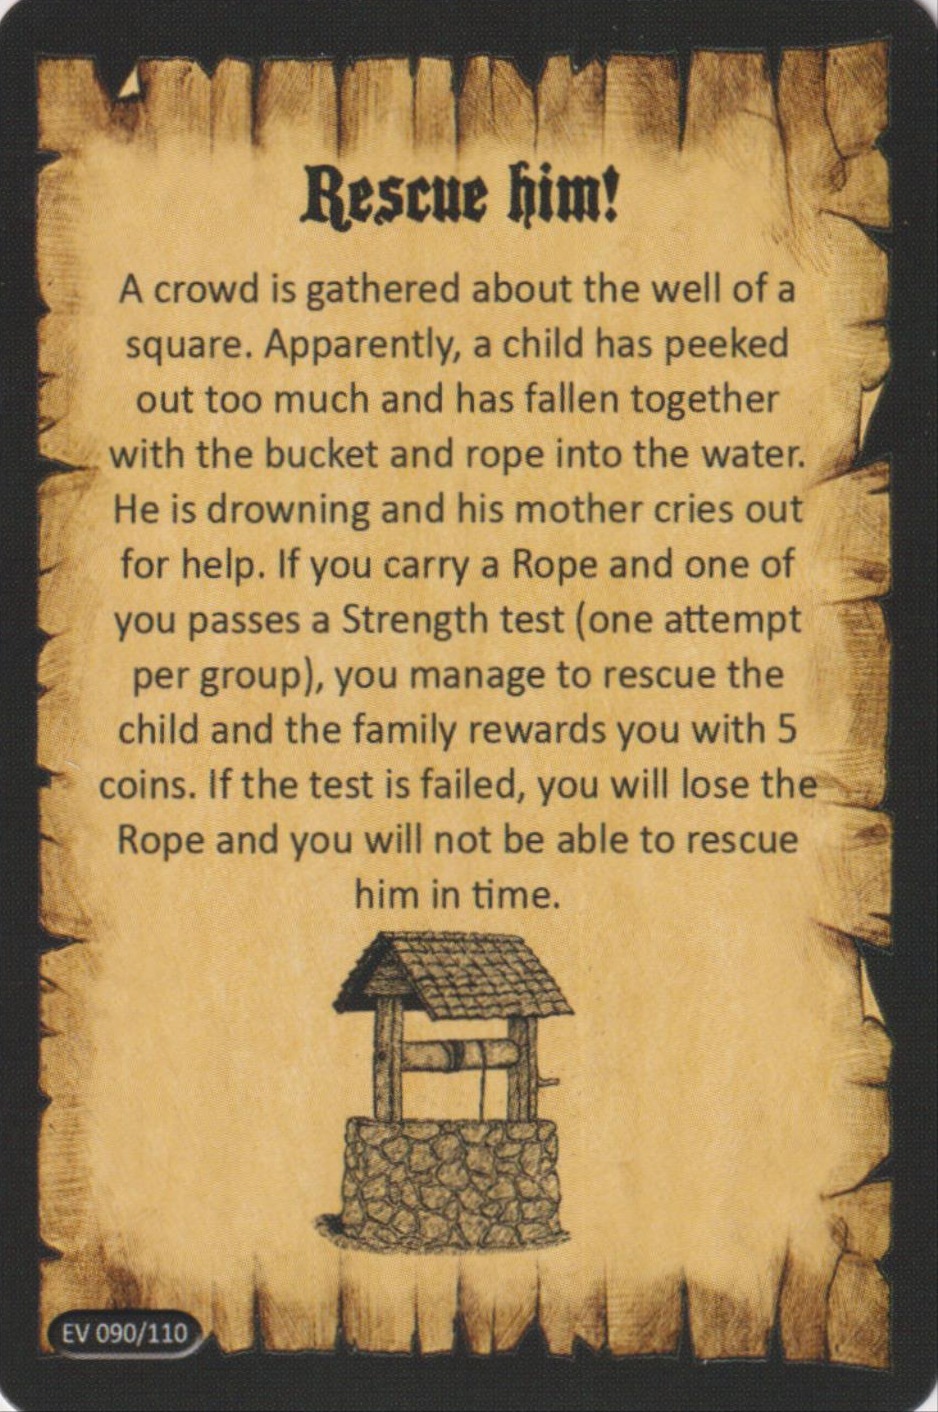 Rescue him!
A crowd is gathered about the well of a
square. Apparently, a child has peeked
out too much and has fallen together
with the bucket and rope into the water.
He is drowning and his mother cries out
for help. If you carry a Rope and one of
you passes a Strength test (one attempt
per group), you manage to rescue the
child and the family rewards you with 5
coins. If the test is failed, you will lose the
Rope and you will not be able to rescue
him in time.
EV 090/110